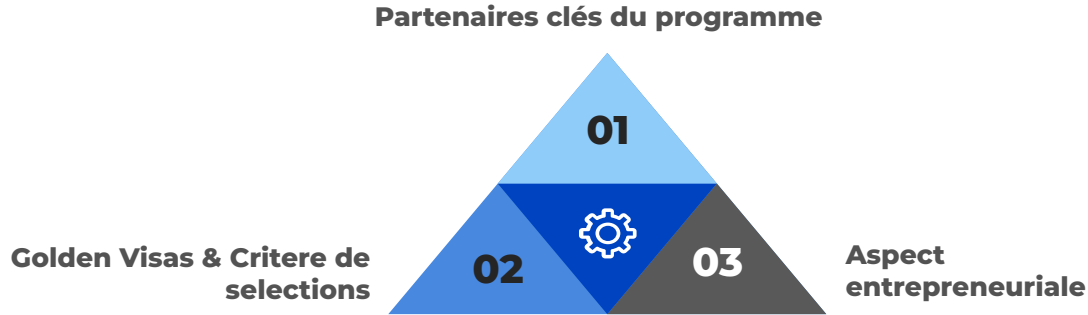 Partenaires clés du programme
01
Golden Visas & Critere de
selections
02
03
Aspect
entrepreneuriale